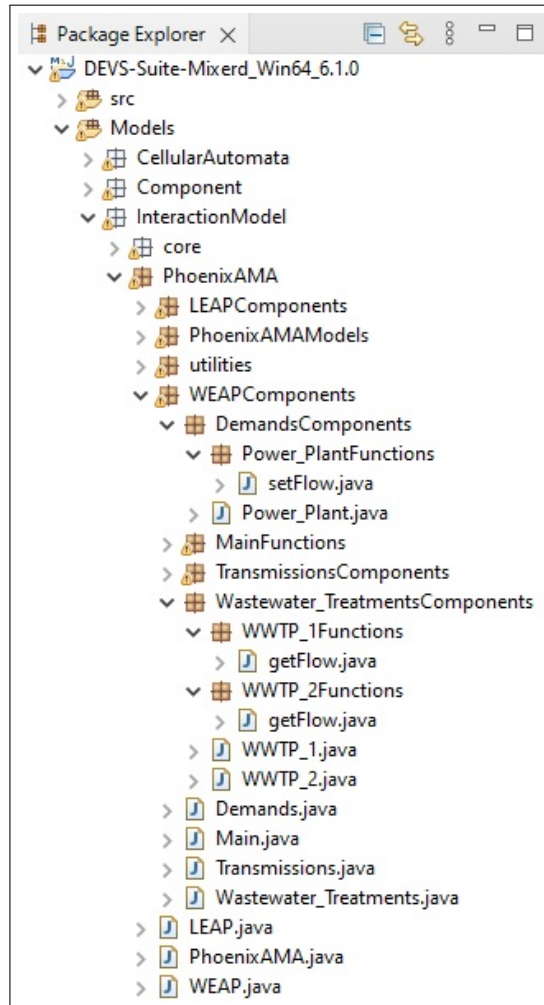 Package Explorer
DEVS-Suite-Mixerd_Win64_6.1.0
src
Models
CellularAutomata
Component
InteractionModel
core
PhoenixAMA
LEAPComponents
PhoenixAMAModels
utilities
WEAPComponents
DemandsComponents
Power_PlantFunctions
setFlow.java
Power_Plant.java
MainFunctions
TransmissionsComponents
Wastewater_TreatmentsComponents
WWTP_1Functions
getFlow.java
WWTP_2Functions
getFlow.java
WWTP_1.java
WWTP_2.java
Demands.java
Main.java
Transmissions.java
Wastewater_Treatments.java
LEAP.java
PhoenixAMA.java
WEAP.java